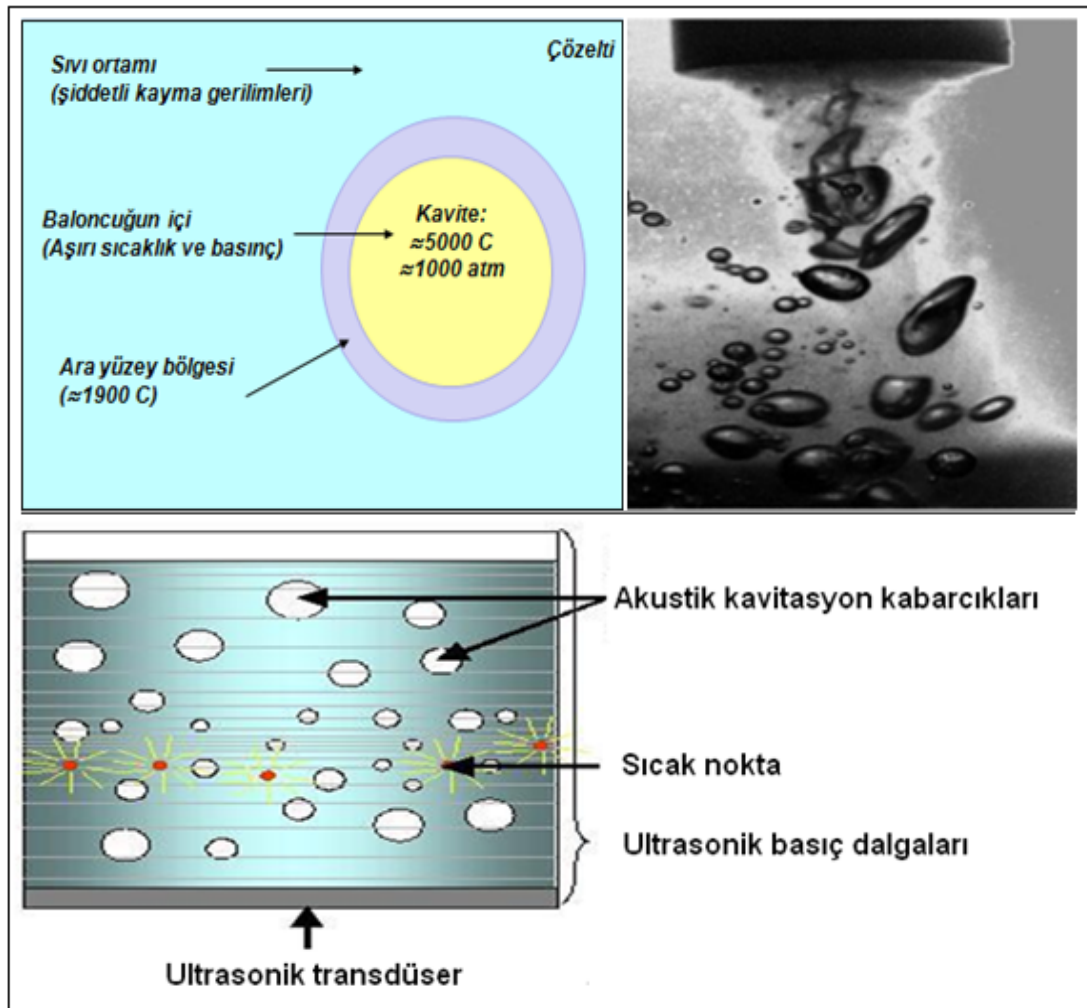 Çözelti
Sıvı ortamı
(şiddetli kayma gerilimleri)
Baloncuğun içi
(Aşırı sıcaklık ve basınç)
Kavite:
≈5000 C
≈1000 atm
Ara yüzey bölgesi
(≈1900 C)
Akustik kavitasyon kabarcıkları
Sıcak nokta
Ultrasonik basıç dalgaları
Ultrasonik transdüser